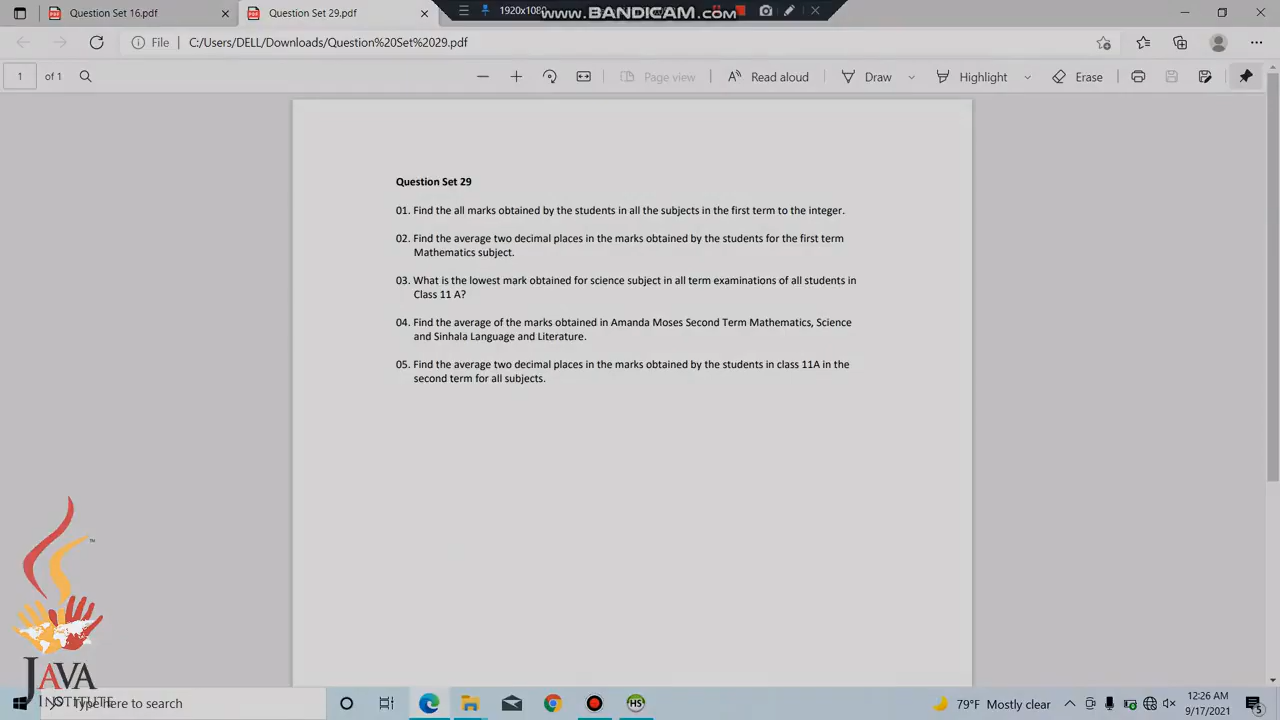 Question Set 16.pdf
Question Set 29.pdf
1920x1080
www.BANDICAM.com
File
C:/Users/DELL/Downloads/Question%20Set%2029.pdf
1 of 1
Page view
Read aloud
Draw
Highlight
Erase
Question Set 29
01. Find the all marks obtained by the students in all the subjects in the first term to the integer.
02. Find the average two decimal places in the marks obtained by the students for the first term
Mathematics subject.
03. What is the lowest mark obtained for science subject in all term examinations of all students in
Class 11 A?
04. Find the average of the marks obtained in Amanda Moses Second Term Mathematics, Science
and Sinhala Language and Literature.
05. Find the average two decimal places in the marks obtained by the students in class 11A in the
second term for all subjects.
TM
JAVA
INSTITUTE
Type here to search
HS
79°F Mostly clear
12:26 AM
9/17/2021
5